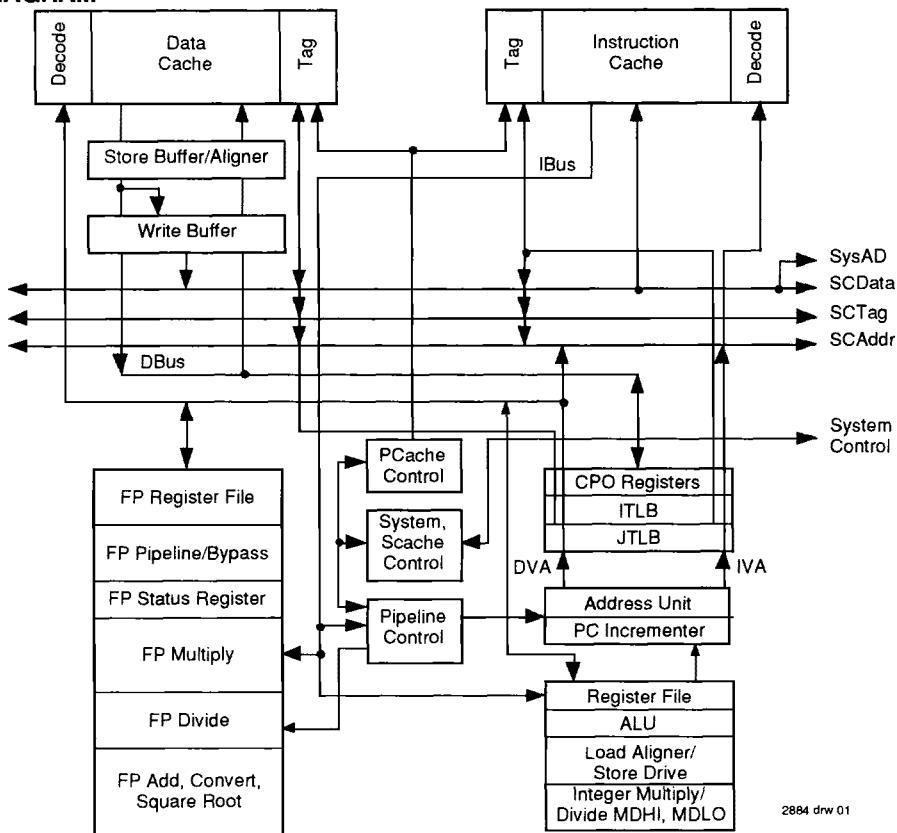 Decode
Data
Cache
Tag
Tag
Instruction
Cache
Decode
Store Buffer/Aligner
IBus
Write Buffer
SysAD
SCData
SCTag
SCAddr
DBus
System
Control
PCache
Control
CPO Registers
ITLB
JTLB
FP Register File
System,
Scache
Control
FP Pipeline/Bypass
DVA
IVA
FP Status Register
Pipeline
Control
Address Unit
PC Incrementer
FP Multiply
Register File
ALU
FP Divide
Load Aligner/
Store Drive
FP Add, Convert,
Square Root
Integer Multiply/
Divide MDHI, MDLO
2884 drw 01